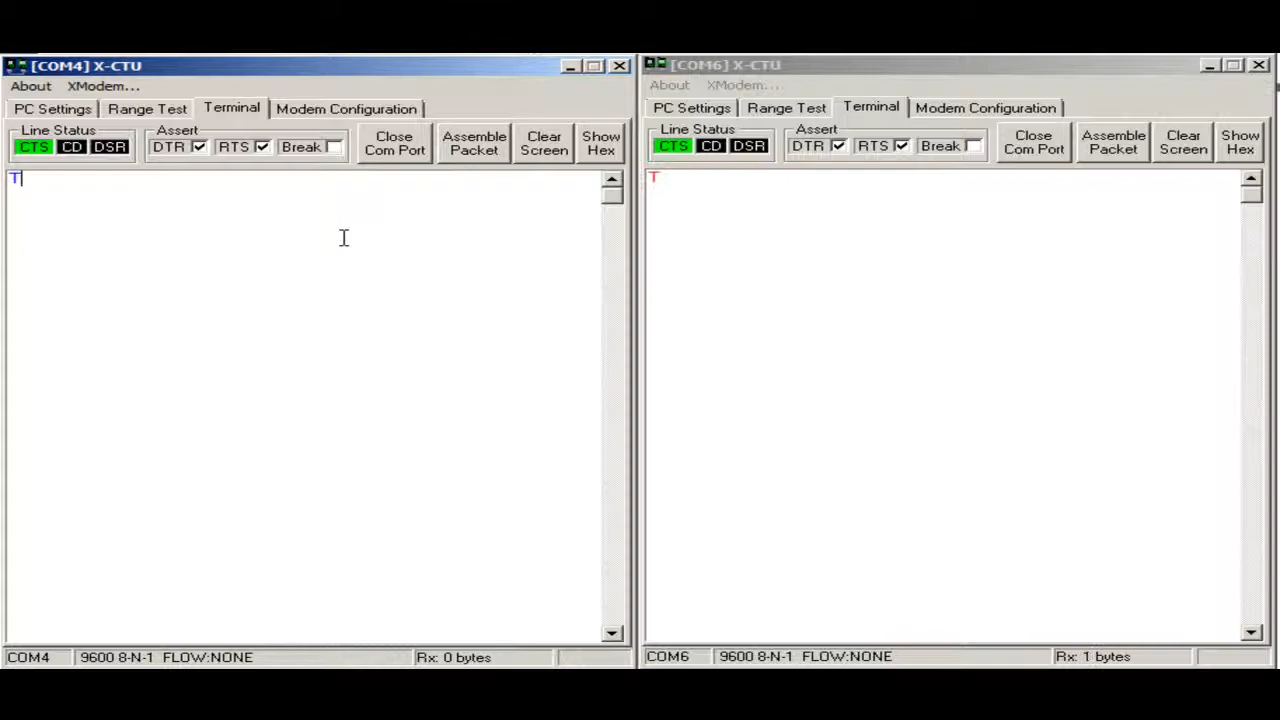 [COM4] X-CTU
About XModem...
PC Settings Range Test Terminal Modem Configuration
Line Status Assert
CTS CD DSR DTR RTS Break
Close Com Port
Assemble Packet
Clear Screen
Show Hex
T
COM4 9600 8-N-1 FLOW:NONE Rx: 0 bytes
[COM6] X-CTU
About XModem...
PC Settings Range Test Terminal Modem Configuration
Line Status Assert
CTS CD DSR DTR RTS Break
Close Com Port
Assemble Packet
Clear Screen
Show Hex
T
COM6 9600 8-N-1 FLOW:NONE Rx: 1 bytes